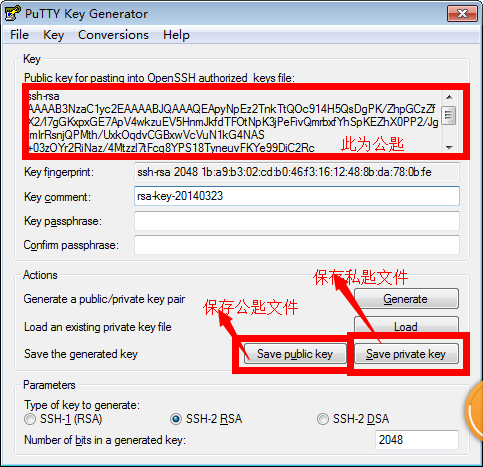 PuTTY Key Generator
File Key Conversions Help
Key
Public key for pasting into OpenSSH authorized_keys file:
ssh-rsa
AAAAB3NzaC1yc2EAAAABJQAAAQEApyNpEz2TnkTtQOc914H5QsDgPK/ZhpGCzZf
X2/I7gGKxpxGE7ApV4wkzuEV5HnmJkfdTFOtNpK3jPeFivQmrbxfYhSpKEZhX0PP2/Jg
mIrRsnjQPMth/UxkOqdvCGBxwVcVuN1kG4NAS
+03zOYr2RiNaz/4Mtzzl7tFcq8YPS18TyneuvFKYe99DiC2Rc
此为公匙
Key fingerprint: ssh-rsa 2048 1b:a9:b3:02:cd:b0:46:f3:16:12:48:8b:da:78:0b:fe
Key comment: rsa-key-20140323
Key passphrase:
Confirm passphrase:
Actions
保存私匙文件
Generate a public/private key pair Generate
保存公匙文件
Load an existing private key file Load
Save the generated key Save public key Save private key
Parameters
Type of key to generate:
SSH-1 (RSA) SSH-2 RSA SSH-2 DSA
Number of bits in a generated key: 2048